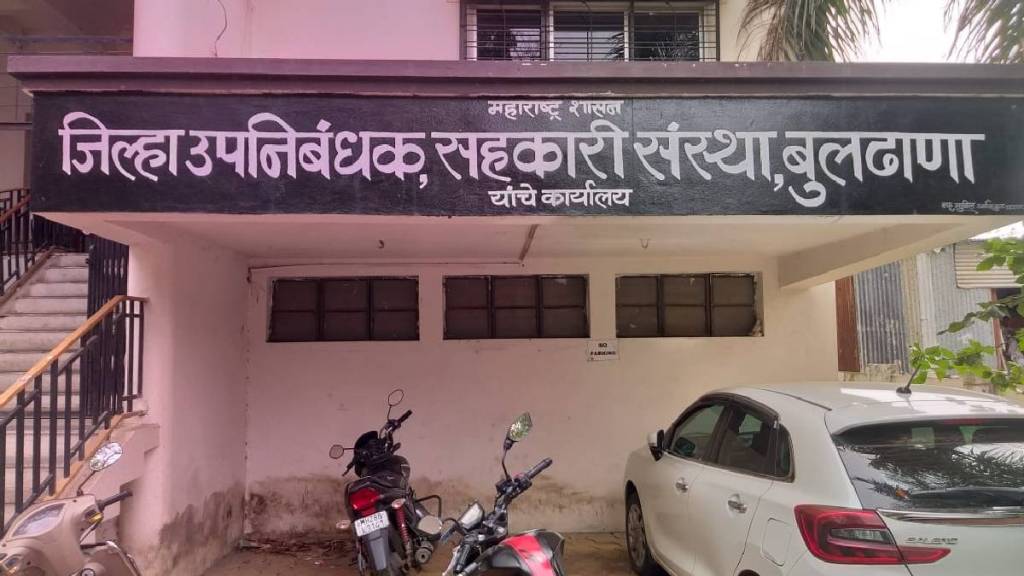 महाराष्ट्र शासन
जिल्हा उपनिबंधक, सहकारी संस्था, बुलढाणा
यांचे कार्यालय
NO
PARKING